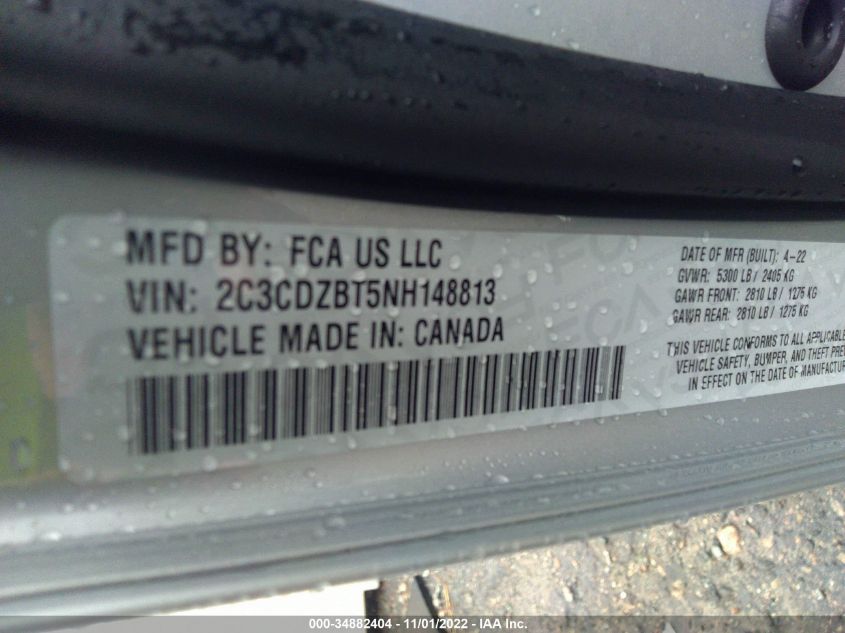 MFD BY: FCA US LLC
VIN: 2C3CDZBT5NH148813
VEHICLE MADE IN: CANADA
DATE OF MFR (BUILT): 4-22
GVWR: 5300 LB / 2405 KG
GAWR FRONT: 2810 LB / 1275 KG
GAWR REAR: 2810 LB / 1275 KG
THIS VEHICLE CONFORMS TO ALL APPLICABLE
VEHICLE SAFETY, BUMPER, AND THEFT PRE
IN EFFECT ON THE DATE OF MANUFACTUR
000-34882404 - 11/01/2022 - IAA Inc.